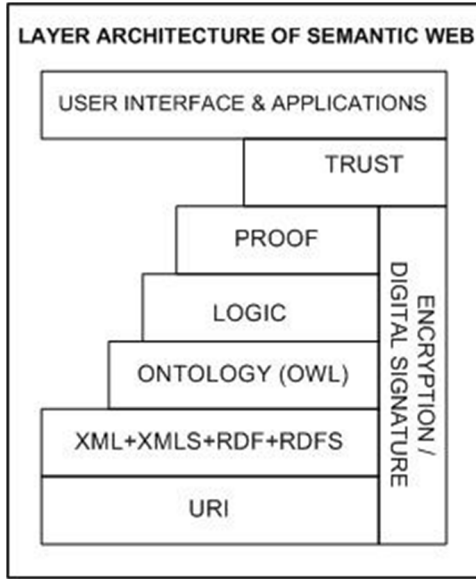 LAYER ARCHITECTURE OF SEMANTIC WEB
USER INTERFACE & APPLICATIONS
TRUST
PROOF
LOGIC
ONTOLOGY (OWL)
XML+XMLS+RDF+RDFS
URI
ENCRYPTION /
DIGITAL SIGNATURE